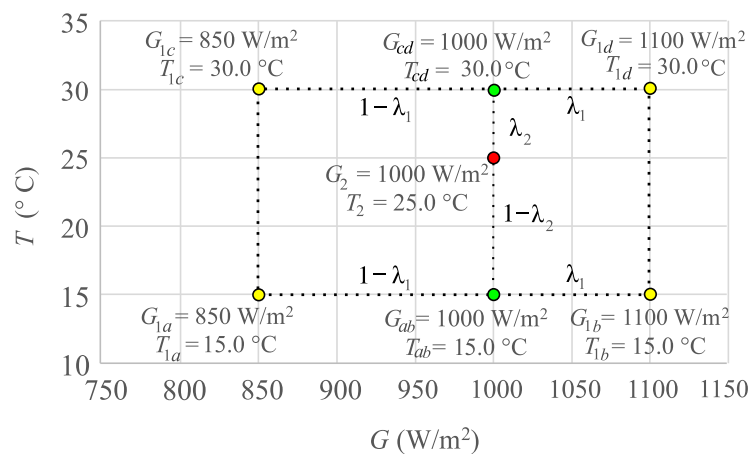 35
30
25
20
15
10
T (° C)
G₁c = 850 W/m²
T₁c = 30.0 °C
Gcd = 1000 W/m²
Tcd = 30.0 °C
G₁d = 1100 W/m²
T₁d = 30.0 °C
1−λ₁
λ₁
λ₂
G₂ = 1000 W/m²
T₂ = 25.0 °C
1−λ₂
1−λ₁
λ₁
G₁a = 850 W/m²
T₁a = 15.0 °C
Gab = 1000 W/m²
Tab = 15.0 °C
G₁b = 1100 W/m²
T₁b = 15.0 °C
750 800 850 900 950 1000 1050 1100 1150
G (W/m²)